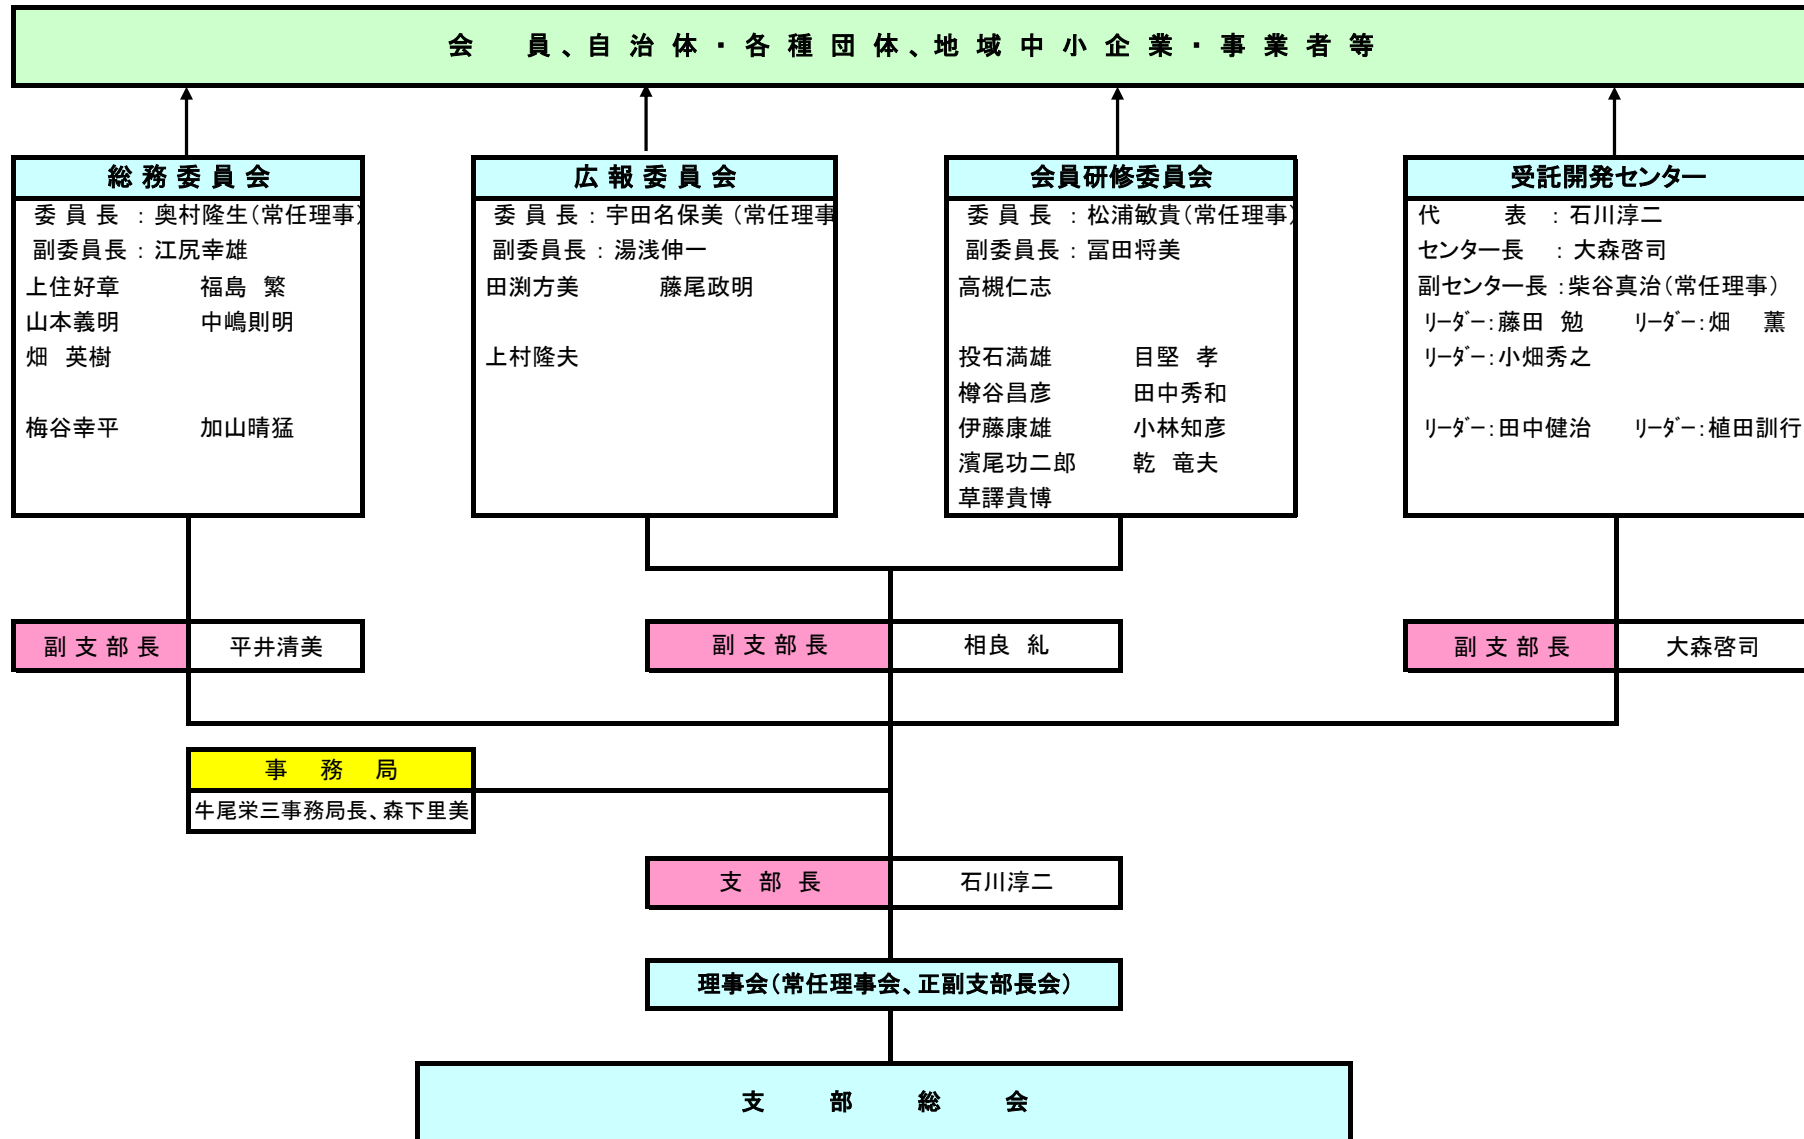 会 員、自 治 体 ・ 各 種 団 体、地 域 中 小 企 業 ・ 事 業 者 等
総 務 委 員 会
委 員 長 ：奥村隆生（常任理事）
副委員長：江尻幸雄
上住好章 福島 繁
山本義明 中嶋則明
畑 英樹
梅谷幸平 加山晴猛
広 報 委 員 会
委 員 長：宇田名保美（常任理事
副委員長：湯浅伸一
田渕方美 藤尾政明
上村隆夫
会員研修委員会
委 員 長 ：松浦敏貴（常任理事）
副委員長：冨田将美
高槻仁志
投石満雄 目堅 孝
樽谷昌彦 田中秀和
伊藤康雄 小林知彦
濱尾功二郎 乾 竜夫
草譯貴博
受託開発センター
代 表 ：石川淳二
センター長 ：大森啓司
副センター長：柴谷真治（常任理事）
ﾘｰﾀﾞｰ：藤田 勉 ﾘｰﾀﾞｰ：畑 薫
ﾘｰﾀﾞｰ：小畑秀之
ﾘｰﾀﾞｰ：田中健治 ﾘｰﾀﾞｰ：植田訓行
副 支 部 長 平井清美
副 支 部 長 相良 糺
副 支 部 長 大森啓司
事 務 局
牛尾栄三事務局長、森下里美
支 部 長 石川淳二
理事会（常任理事会、正副支部長会）
支 部 総 会